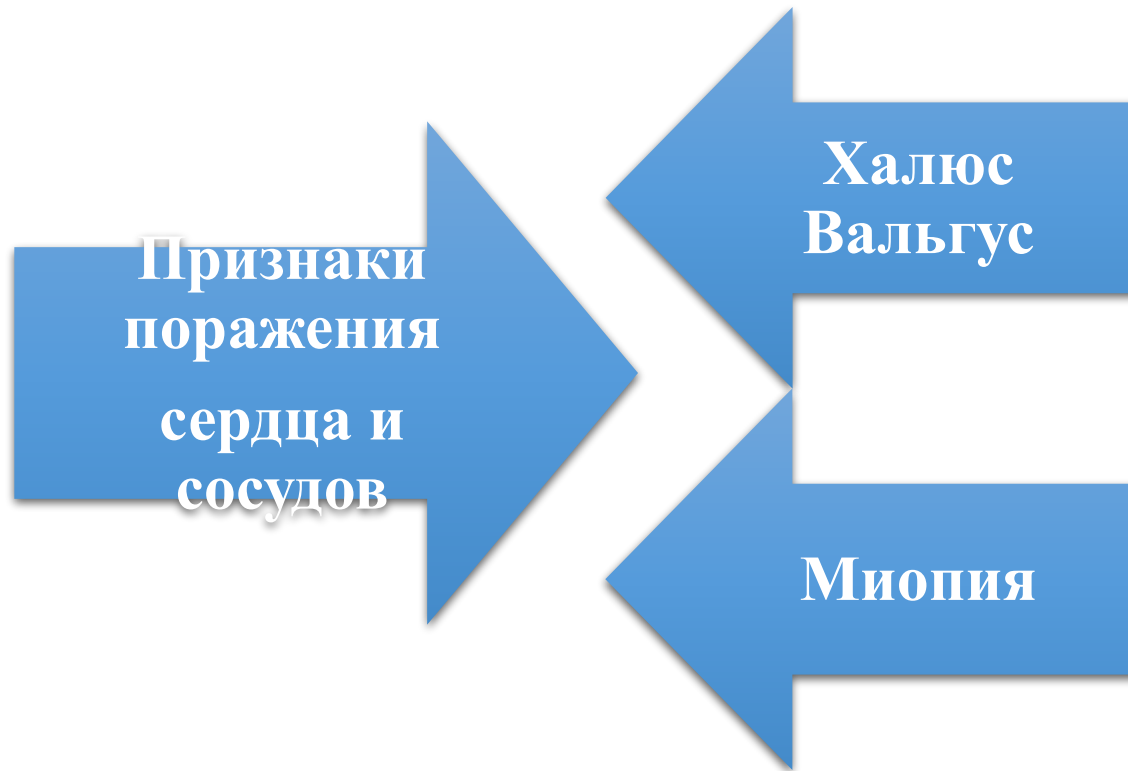 Признаки
поражения
сердца и
сосудов
Халюс
Вальгус
Миопия